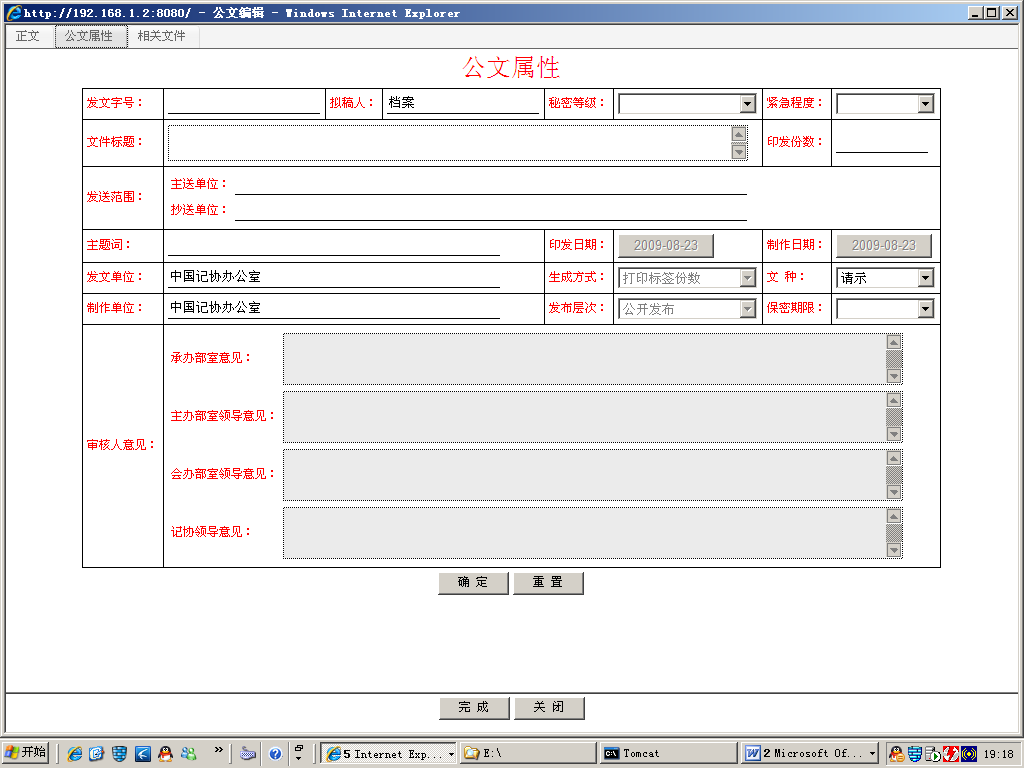 http://192.168.1.2:8080/ - 公文编辑 - Windows Internet Explorer
正文 公文属性 相关文件
公文属性
发文字号： 拟稿人： 档案 秘密等级： 紧急程度：
文件标题： 印发份数：
发送范围： 主送单位：
抄送单位：
主题词： 印发日期： 2009-08-23 制作日期： 2009-08-23
发文单位： 中国记协办公室 生成方式： 打印标签份数 文 种： 请示
制作单位： 中国记协办公室 发布层次： 公开发布 保密期限：
审核人意见：
承办部室意见：
主办部室领导意见：
会办部室领导意见：
记协领导意见：
确 定 重 置
完 成 关 闭
开始 » 5 Internet Exp... E:\ Tomcat 2 Microsoft Of... 19:18